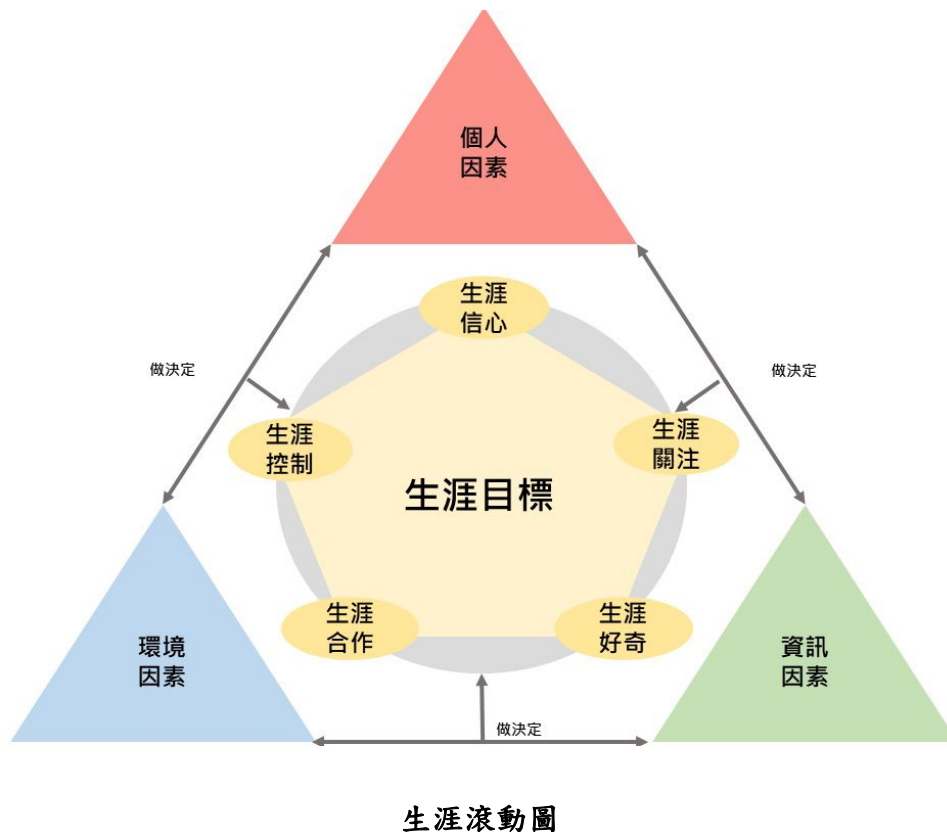 個人
因素
生涯
信心
做決定
做決定
生涯
控制
生涯
關注
生涯目標
生涯
合作
生涯
好奇
環境
因素
資訊
因素
做決定
生涯滾動圖